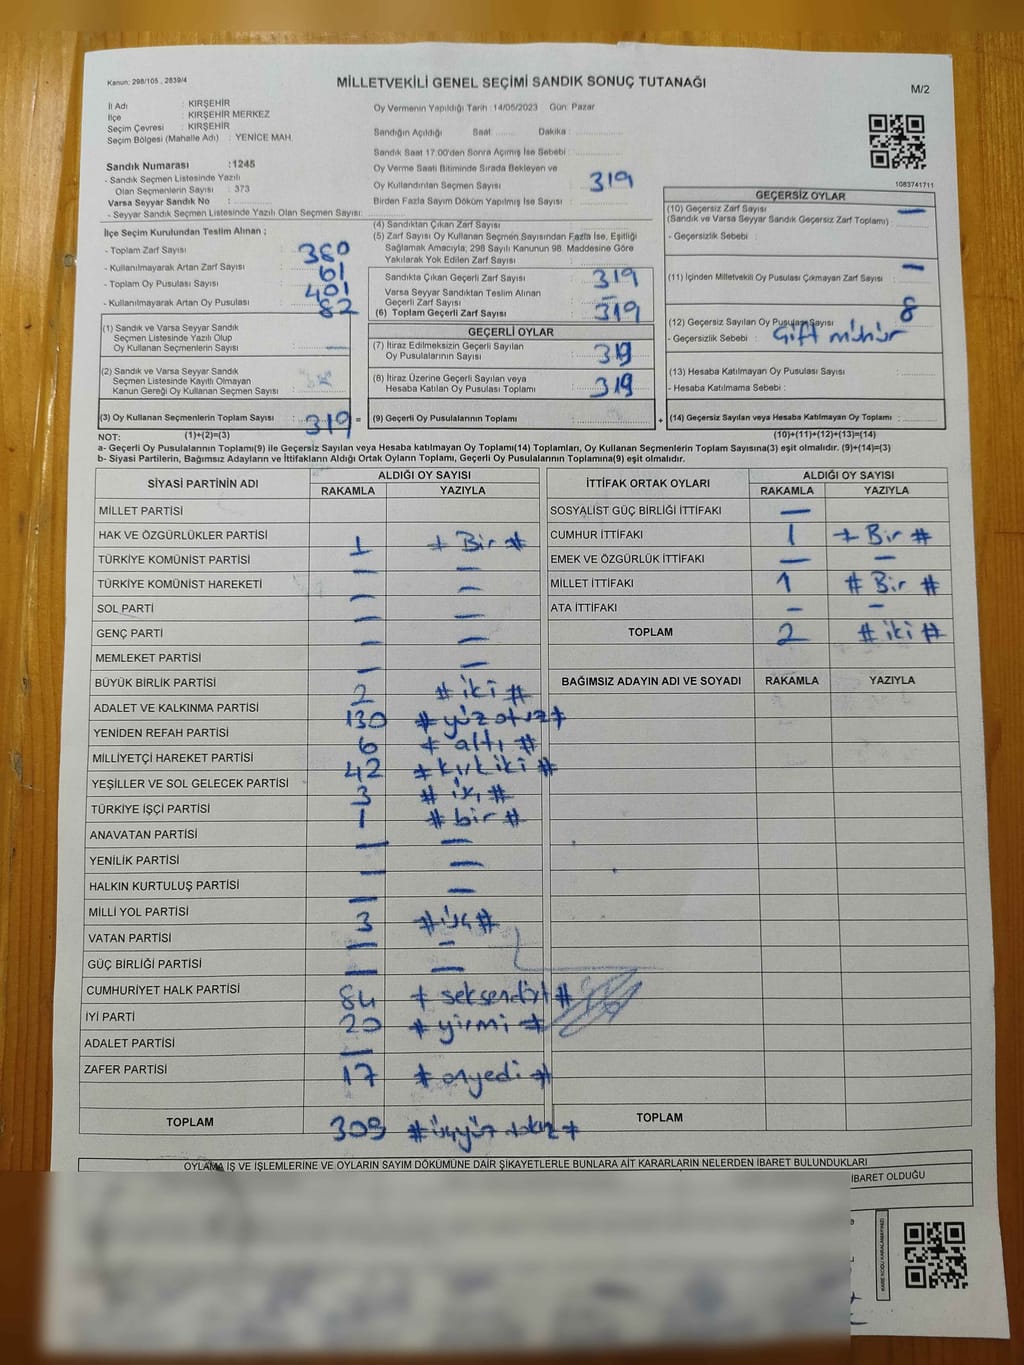 Kanun: 298/105 , 2839/4
MİLLETVEKİLİ GENEL SEÇİMİ SANDIK SONUÇ TUTANAĞI
M/2
İl Adı : KIRŞEHİR
İlçe : KIRŞEHİR MERKEZ
Seçim Çevresi : KIRŞEHİR
Seçim Bölgesi (Mahalle Adı) : YENİCE MAH.
Oy Vermenin Yapıldığı Tarih : 14/05/2023 Gün: Pazar
Sandığın Açıldığı Saat ....... Dakika : ..............
Sandık Saat 17:00'den Sonra Açımış İse Sebebi : ..............
Sandık Numarası : 1245
- Sandık Seçmen Listesinde Yazılı
Olan Seçmenlerin Sayısı : 373
Varsa Seyyar Sandık No : ..............
- Seyyar Sandık Seçmen Listesinde Yazılı Olan Seçmen Sayısı: ..............
Oy Verme Saati Bitiminde Sırada Bekleyen ve
Oy Kullandırılan Seçmen Sayısı : 319
Birden Fazla Sayım Döküm Yapılmış İse Sayısı : ..............
1083741711
İlçe Seçim Kurulundan Teslim Alınan ;
- Toplam Zarf Sayısı : 380
- Kullanılmayarak Artan Zarf Sayısı : 61
- Toplam Oy Pusulası Sayısı : 401
- Kullanılmayarak Artan Oy Pusulası : 82
(1) Sandık ve Varsa Seyyar Sandık
Seçmen Listesinde Yazılı Olup
Oy Kullanan Seçmenlerin Sayısı : —
(2) Sandık ve Varsa Seyyar Sandık
Seçmen Listesinde Kayıtlı Olmayan
Kanun Gereği Oy Kullanan Seçmen Sayısı :
(3) Oy Kullanan Seçmenlerin Toplam Sayısı : 319 =
(1)+(2)=(3)
(4) Sandıktan Çıkan Zarf Sayısı : ..............
(5) Zarf Sayısı Oy Kullanan Seçmen Sayısından Fazla İse, Eşitliği
Sağlamak Amacıyla; 298 Sayılı Kanunun 98. Maddesine Göre
Yakılarak Yok Edilen Zarf Sayısı : ..............
Sandıkta Çıkan Geçerli Zarf Sayısı : 319
Varsa Seyyar Sandıktan Teslim Alınan
Geçerli Zarf Sayısı : —
(6) Toplam Geçerli Zarf Sayısı : 319
GEÇERLİ OYLAR
(7) İtiraz Edilmeksizin Geçerli Sayılan
Oy Pusulalarının Sayısı : 319
(8) İtiraz Üzerine Geçerli Sayılan veya
Hesaba Katılan Oy Pusulası Toplamı : 319
(9) Geçerli Oy Pusulalarının Toplamı : .............. +
GEÇERSİZ OYLAR
(10) Geçersiz Zarf Sayısı : —
(Sandık ve Varsa Seyyar Sandık Geçersiz Zarf Toplamı)
- Geçersizlik Sebebi :
(11) İçinden Milletvekili Oy Pusulası Çıkmayan Zarf Sayısı : —
(12) Geçersiz Sayılan Oy Pusulası Sayısı : 8
- Geçersizlik Sebebi : Çift mühür
(13) Hesaba Katılmayan Oy Pusulası Sayısı : ..............
- Hesaba Katılmama Sebebi :
(14) Geçersiz Sayılan veya Hesaba Katılmayan Oy Toplamı : ..............
(10)+(11)+(12)+(13)=(14)
NOT:
a- Geçerli Oy Pusulalarının Toplamı(9) ile Geçersiz Sayılan veya Hesaba katılmayan Oy Toplamı(14) Toplamları, Oy Kullanan Seçmenlerin Toplam Sayısına(3) eşit olmalıdır. (9)+(14)=(3)
b- Siyasi Partilerin, Bağımsız Adayların ve İttifakların Aldığı Ortak Oyların Toplamı, Geçerli Oy Pusulalarının Toplamına(9) eşit olmalıdır.
SİYASİ PARTİNİN ADI ALDIĞI OY SAYISI
RAKAMLA YAZIYLA
MİLLET PARTİSİ
HAK VE ÖZGÜRLÜKLER PARTİSİ 1 # Bir #
TÜRKİYE KOMÜNİST PARTİSİ — —
TÜRKİYE KOMÜNİST HAREKETİ — —
SOL PARTİ — —
GENÇ PARTİ — —
MEMLEKET PARTİSİ — —
BÜYÜK BİRLİK PARTİSİ 2 # iki #
ADALET VE KALKINMA PARTİSİ 130 # yüz otuz #
YENİDEN REFAH PARTİSİ 6 # altı #
MİLLİYETÇİ HAREKET PARTİSİ 42 # kırk iki #
YEŞİLLER VE SOL GELECEK PARTİSİ 3 # üç #
TÜRKİYE İŞÇİ PARTİSİ 1 # bir #
ANAVATAN PARTİSİ — —
YENİLİK PARTİSİ — —
HALKIN KURTULUŞ PARTİSİ — —
MİLLİ YOL PARTİSİ 3 # üç #
VATAN PARTİSİ — —
GÜÇ BİRLİĞİ PARTİSİ — —
CUMHURİYET HALK PARTİSİ 84 # seksendört #
İYİ PARTİ 20 # yirmi #
ADALET PARTİSİ —
ZAFER PARTİSİ 17 # onyedi #
TOPLAM 309 # üçyüz dokuz #
İTTİFAK ORTAK OYLARI ALDIĞI OY SAYISI
RAKAMLA YAZIYLA
SOSYALİST GÜÇ BİRLİĞİ İTTİFAKI —
CUMHUR İTTİFAKI 1 # Bir #
EMEK VE ÖZGÜRLÜK İTTİFAKI — —
MİLLET İTTİFAKI 1 # Bir #
ATA İTTİFAKI — —
TOPLAM 2 # iki #
BAĞIMSIZ ADAYIN ADI VE SOYADI RAKAMLA YAZIYLA
TOPLAM
OYLAMA İŞ VE İŞLEMLERİNE VE OYLARIN SAYIM DÖKÜMÜNE DAİR ŞİKAYETLERLE BUNLARA AİT KARARLARIN NELERDEN İBARET BULUNDUKLARI
İBARET OLDUĞU